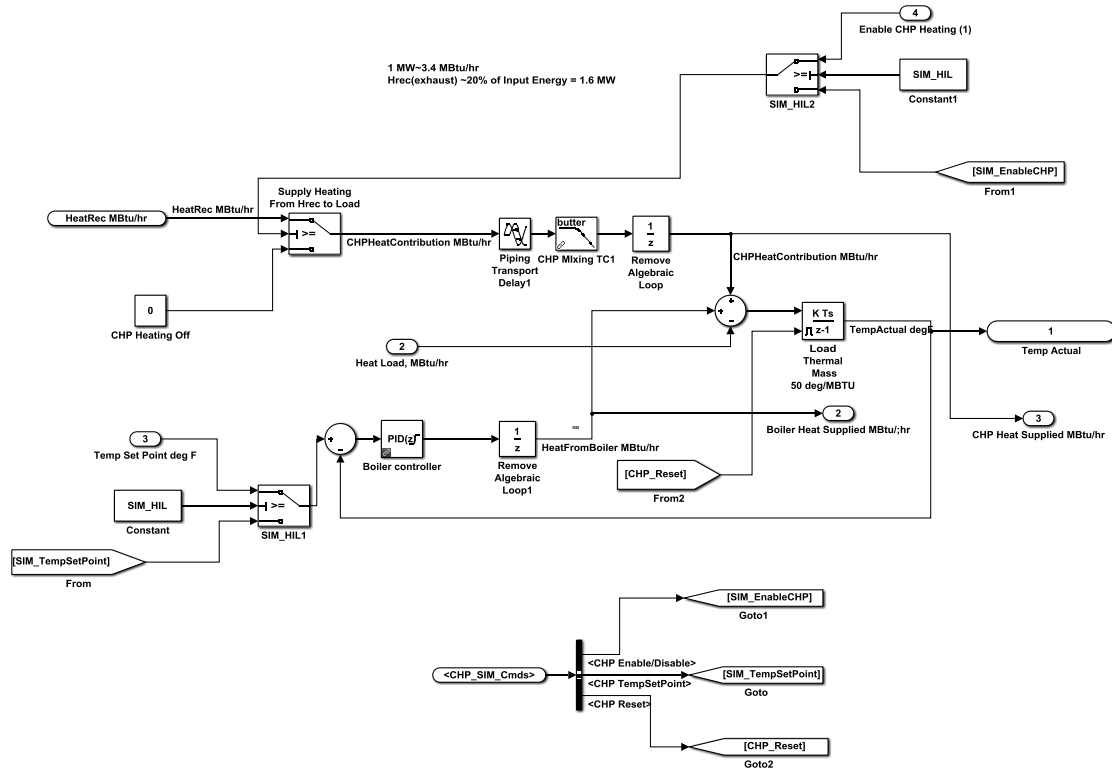 4
Enable CHP Heating (1)
1 MW~3.4 MBtu/hr
Hrec(exhaust) ~20% of Input Energy = 1.6 MW
>=
SIM_HIL
SIM_HIL2
Constant1
[SIM_EnableCHP]
From1
Supply Heating
From Hrec to Load
HeatRec MBtu/hr
HeatRec MBtu/hr
>=
CHPHeatContribution MBtu/hr
butter
1
z
Piping
Transport
Delay1
CHP MIxing TC1
Remove
Algebraic
Loop
CHPHeatContribution MBtu/hr
0
CHP Heating Off
+
+
−
K Ts
z-1
TempActual degF
1
Temp Actual
2
Heat Load, MBtu/hr
Load
Thermal
Mass
50 deg/MBTU
2
Boiler Heat Supplied MBtu/;hr
3
CHP Heat Supplied MBtu/hr
3
Temp Set Point deg F
+
−
PID(z)
Boiler controller
1
z
HeatFromBoiler MBtu/hr
Remove
Algebraic
Loop1
[CHP_Reset]
From2
SIM_HIL
Constant
>=
SIM_HIL1
[SIM_TempSetPoint]
From
[SIM_EnableCHP]
Goto1
<CHP_SIM_Cmds>
<CHP Enable/Disable>
<CHP TempSetPoint>
<CHP Reset>
[SIM_TempSetPoint]
Goto
[CHP_Reset]
Goto2